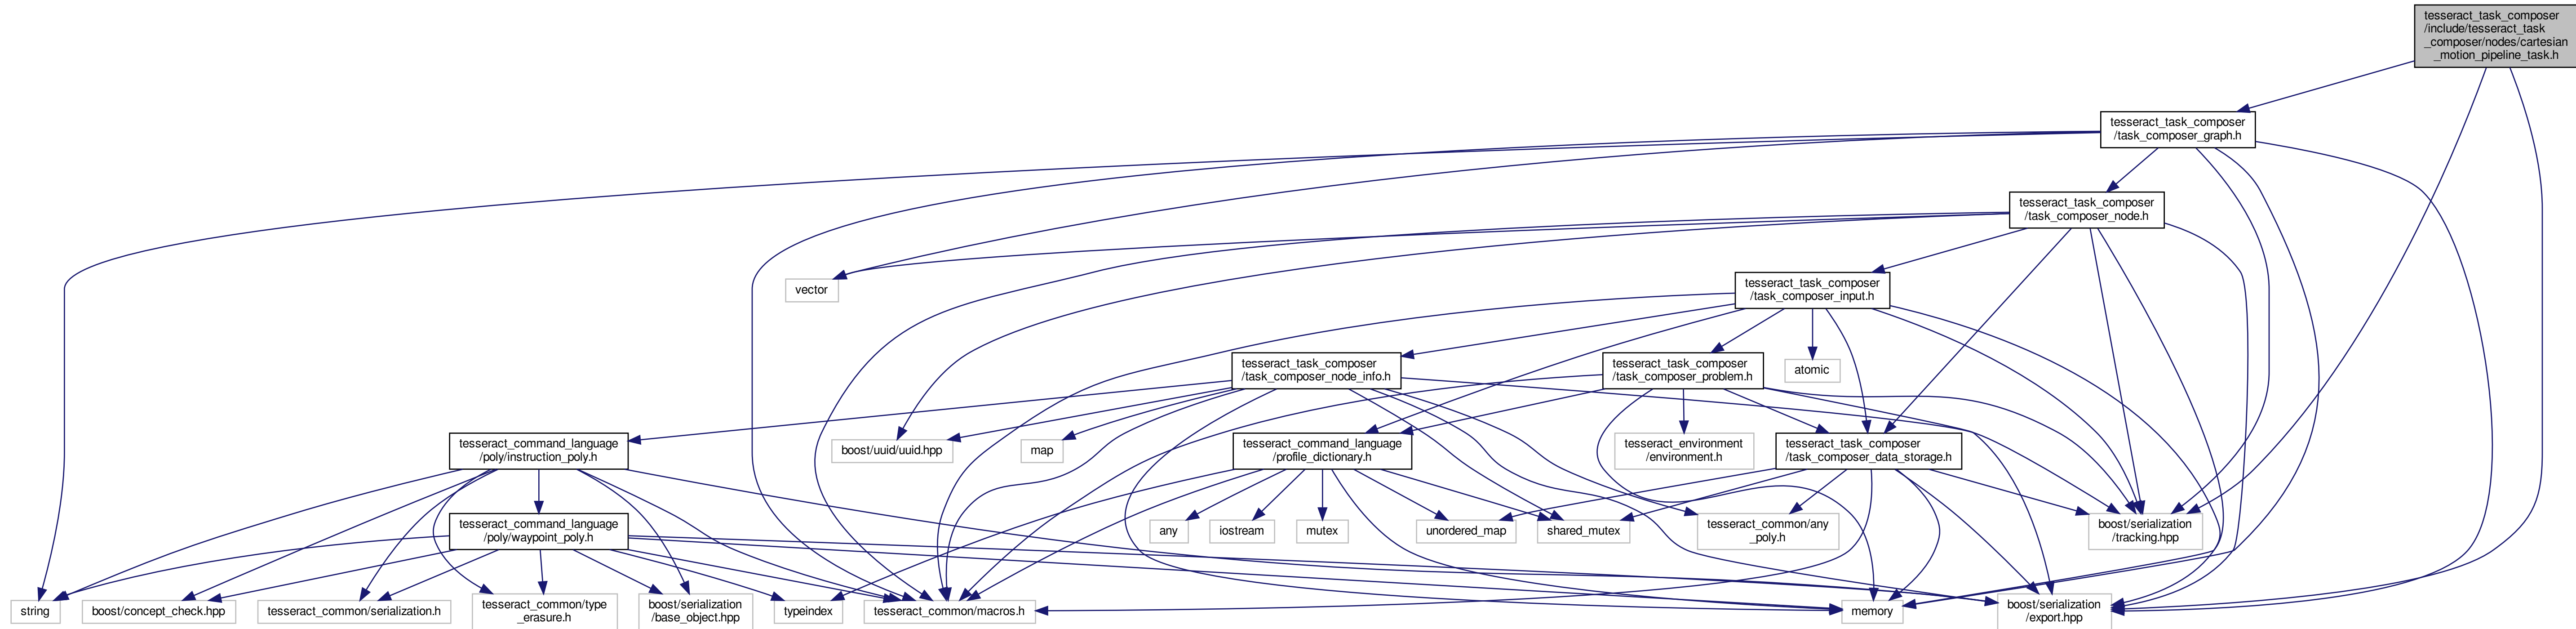 tesseract_task_composer
/include/tesseract_task
_composer/nodes/cartesian
_motion_pipeline_task.h
tesseract_task_composer
/task_composer_graph.h
tesseract_task_composer
/task_composer_node.h
vector
tesseract_task_composer
/task_composer_input.h
tesseract_task_composer
/task_composer_node_info.h
tesseract_task_composer
/task_composer_problem.h
atomic
tesseract_command_language
/poly/instruction_poly.h
boost/uuid/uuid.hpp
map
tesseract_command_language
/profile_dictionary.h
tesseract_environment
/environment.h
tesseract_task_composer
/task_composer_data_storage.h
tesseract_command_language
/poly/waypoint_poly.h
any
iostream
mutex
unordered_map
shared_mutex
tesseract_common/any
_poly.h
boost/serialization
/tracking.hpp
string
boost/concept_check.hpp
tesseract_common/serialization.h
tesseract_common/type
_erasure.h
boost/serialization
/base_object.hpp
typeindex
tesseract_common/macros.h
memory
boost/serialization
/export.hpp